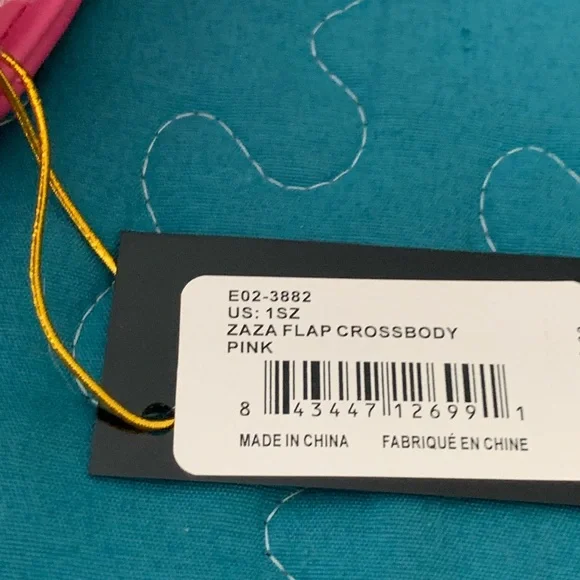 E02-3882
US: 1SZ
ZAZA FLAP CROSSBODY
PINK
8 43447 12699 1
MADE IN CHINA FABRIQUÉ EN CHINE